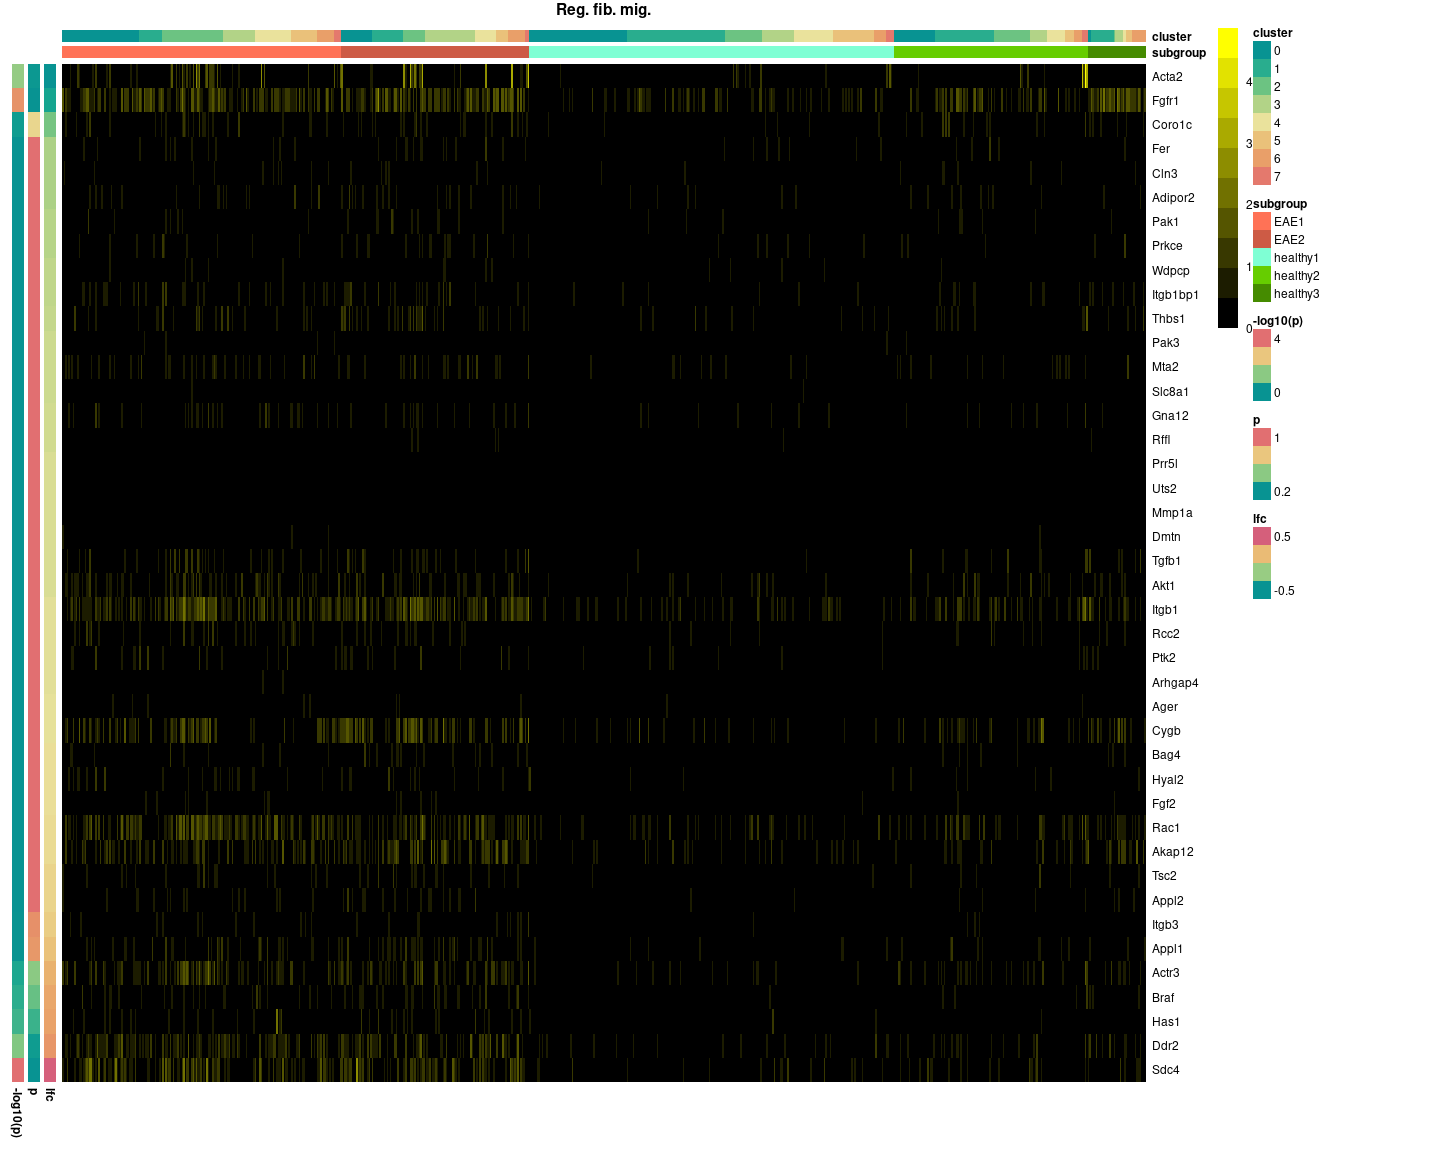 Reg. fib. mig.
cluster
subgroup
Acta2
Fgfr1
Coro1c
Fer
Cln3
Adipor2
Pak1
Prkce
Wdpcp
Itgb1bp1
Thbs1
Pak3
Mta2
Slc8a1
Gna12
Rffl
Prr5l
Uts2
Mmp1a
Dmtn
Tgfb1
Akt1
Itgb1
Rcc2
Ptk2
Arhgap4
Ager
Cygb
Bag4
Hyal2
Fgf2
Rac1
Akap12
Tsc2
Appl2
Itgb3
Appl1
Actr3
Braf
Has1
Ddr2
Sdc4
4
3
2
1
0
cluster
0
1
2
3
4
5
6
7
subgroup
EAE1
EAE2
healthy1
healthy2
healthy3
-log10(p)
4
0
p
1
0.2
lfc
0.5
-0.5
-log10(p)
p
lfc